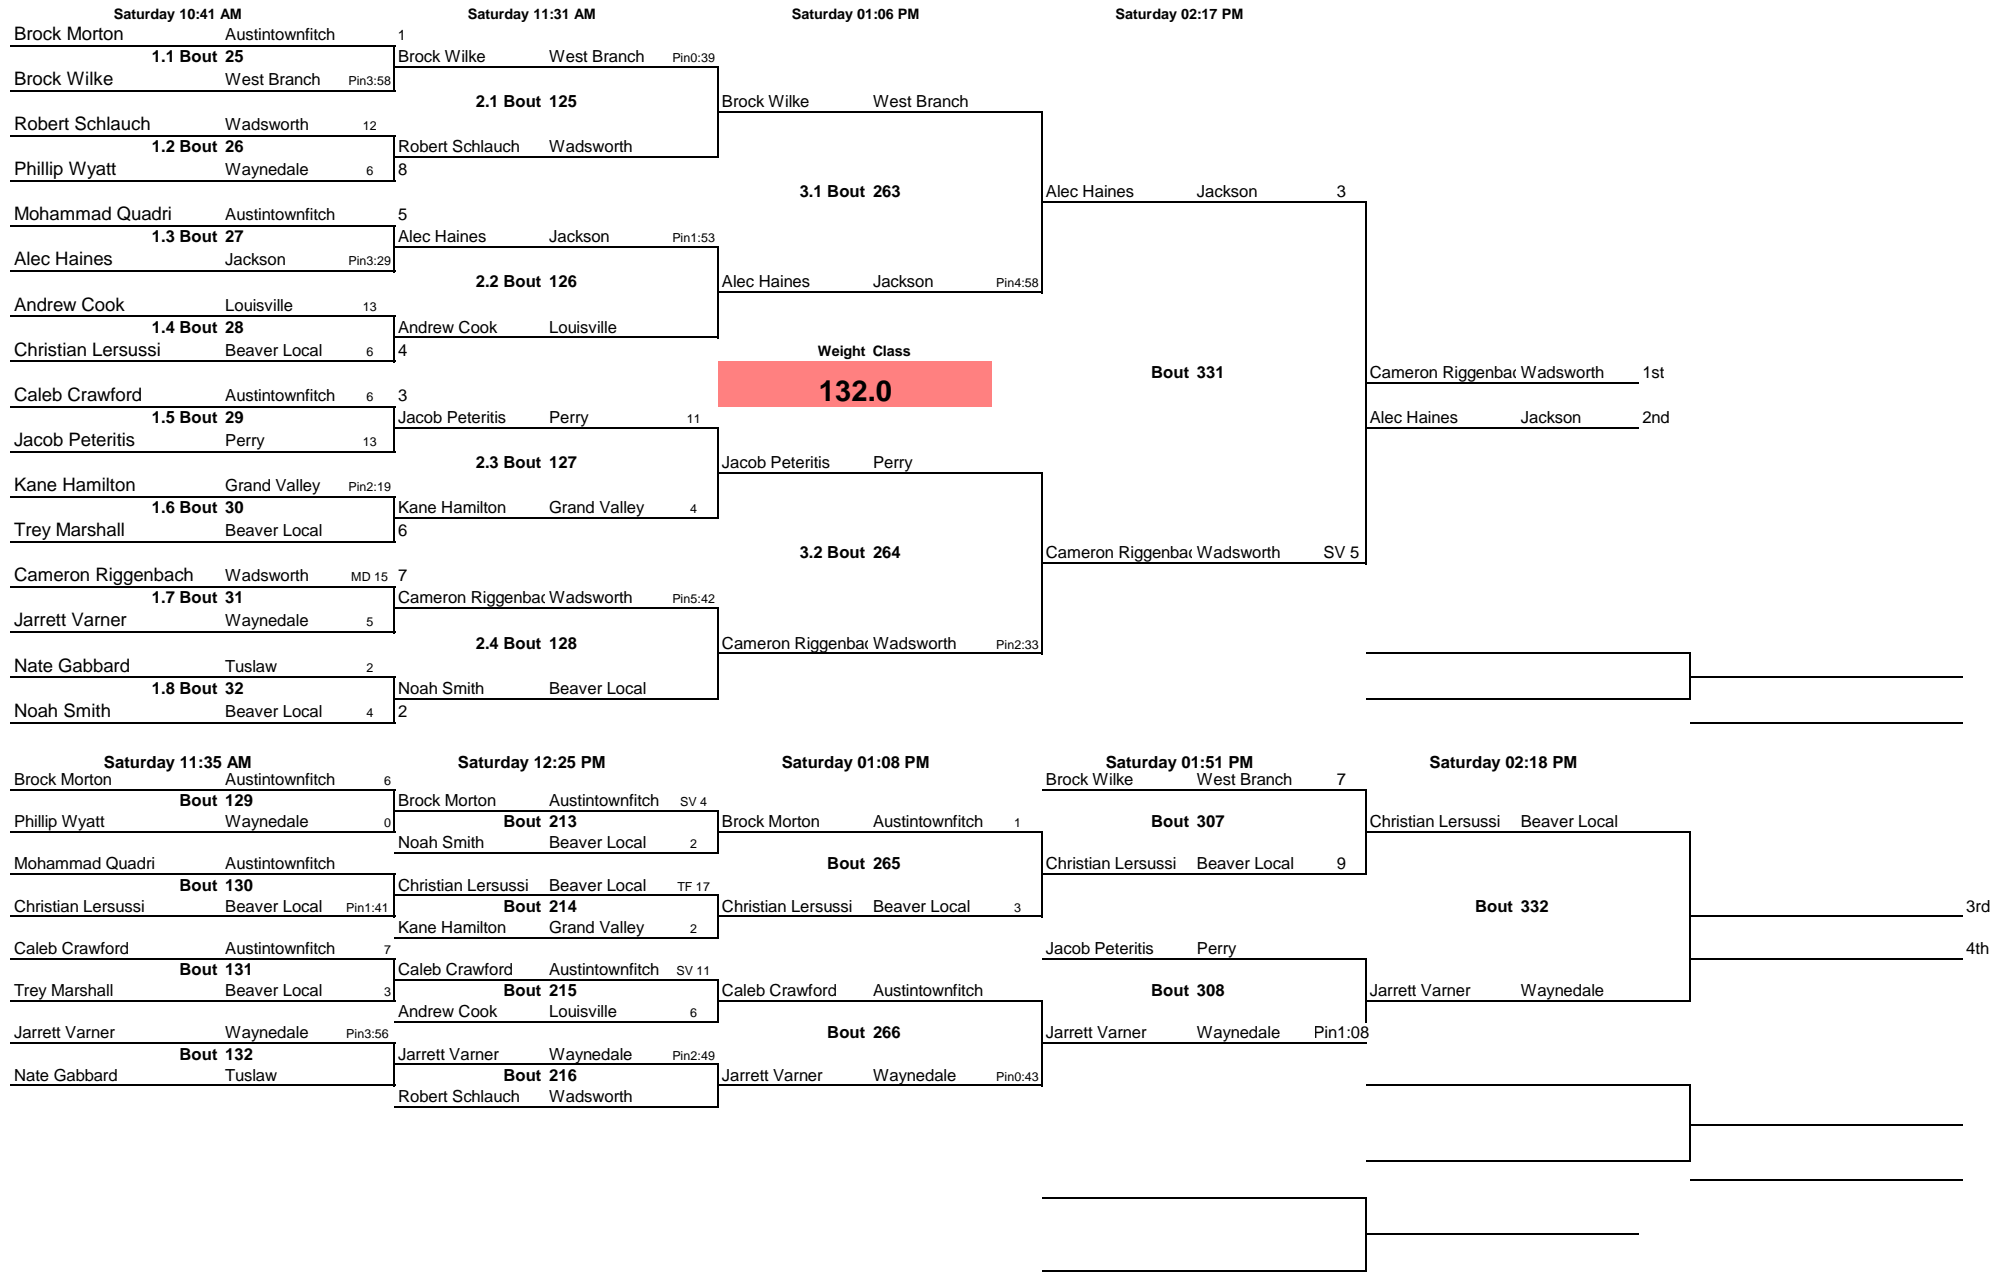 Saturday 10:41 AM Saturday 11:31 AM Saturday 01:06 PM Saturday 02:17 PM
Brock Morton Austintownfitch 1
1.1 Bout 25 Brock Wilke West Branch Pin0:39
Brock Wilke West Branch Pin3:58
2.1 Bout 125 Brock Wilke West Branch
Robert Schlauch Wadsworth 12
1.2 Bout 26 Robert Schlauch Wadsworth
Phillip Wyatt Waynedale 6 8
3.1 Bout 263 Alec Haines Jackson 3
Mohammad Quadri Austintownfitch 5
1.3 Bout 27 Alec Haines Jackson Pin1:53
Alec Haines Jackson Pin3:29
2.2 Bout 126 Alec Haines Jackson Pin4:58
Andrew Cook Louisville 13
1.4 Bout 28 Andrew Cook Louisville
Christian Lersussi Beaver Local 6 4 Weight Class
Bout 331 Cameron Riggenbac Wadsworth 1st
Caleb Crawford Austintownfitch 6 3 132.0
1.5 Bout 29 Jacob Peteritis Perry 11 Alec Haines Jackson 2nd
Jacob Peteritis Perry 13
2.3 Bout 127 Jacob Peteritis Perry
Kane Hamilton Grand Valley Pin2:19
1.6 Bout 30 Kane Hamilton Grand Valley 4
Trey Marshall Beaver Local 6
3.2 Bout 264 Cameron Riggenbac Wadsworth SV 5
Cameron Riggenbach Wadsworth MD 15 7
1.7 Bout 31 Cameron Riggenbac Wadsworth Pin5:42
Jarrett Varner Waynedale 5
2.4 Bout 128 Cameron Riggenbac Wadsworth Pin2:33
Nate Gabbard Tuslaw 2
1.8 Bout 32 Noah Smith Beaver Local
Noah Smith Beaver Local 4 2
Saturday 11:35 AM Saturday 12:25 PM Saturday 01:08 PM Saturday 01:51 PM Saturday 02:18 PM
Brock Morton Austintownfitch 6 Brock Wilke West Branch 7
Bout 129 Brock Morton Austintownfitch SV 4
Phillip Wyatt Waynedale 0 Bout 213 Brock Morton Austintownfitch 1 Bout 307 Christian Lersussi Beaver Local
Noah Smith Beaver Local 2
Mohammad Quadri Austintownfitch Bout 265 Christian Lersussi Beaver Local 9
Bout 130 Christian Lersussi Beaver Local TF 17
Christian Lersussi Beaver Local Pin1:41 Bout 214 Christian Lersussi Beaver Local 3 Bout 332 3rd
Kane Hamilton Grand Valley 2
Caleb Crawford Austintownfitch 7 Jacob Peteritis Perry 4th
Bout 131 Caleb Crawford Austintownfitch SV 11
Trey Marshall Beaver Local 3 Bout 215 Caleb Crawford Austintownfitch Bout 308 Jarrett Varner Waynedale
Andrew Cook Louisville 6
Jarrett Varner Waynedale Pin3:56 Bout 266 Jarrett Varner Waynedale Pin1:08
Bout 132 Jarrett Varner Waynedale Pin2:49
Nate Gabbard Tuslaw Bout 216 Jarrett Varner Waynedale Pin0:43
Robert Schlauch Wadsworth